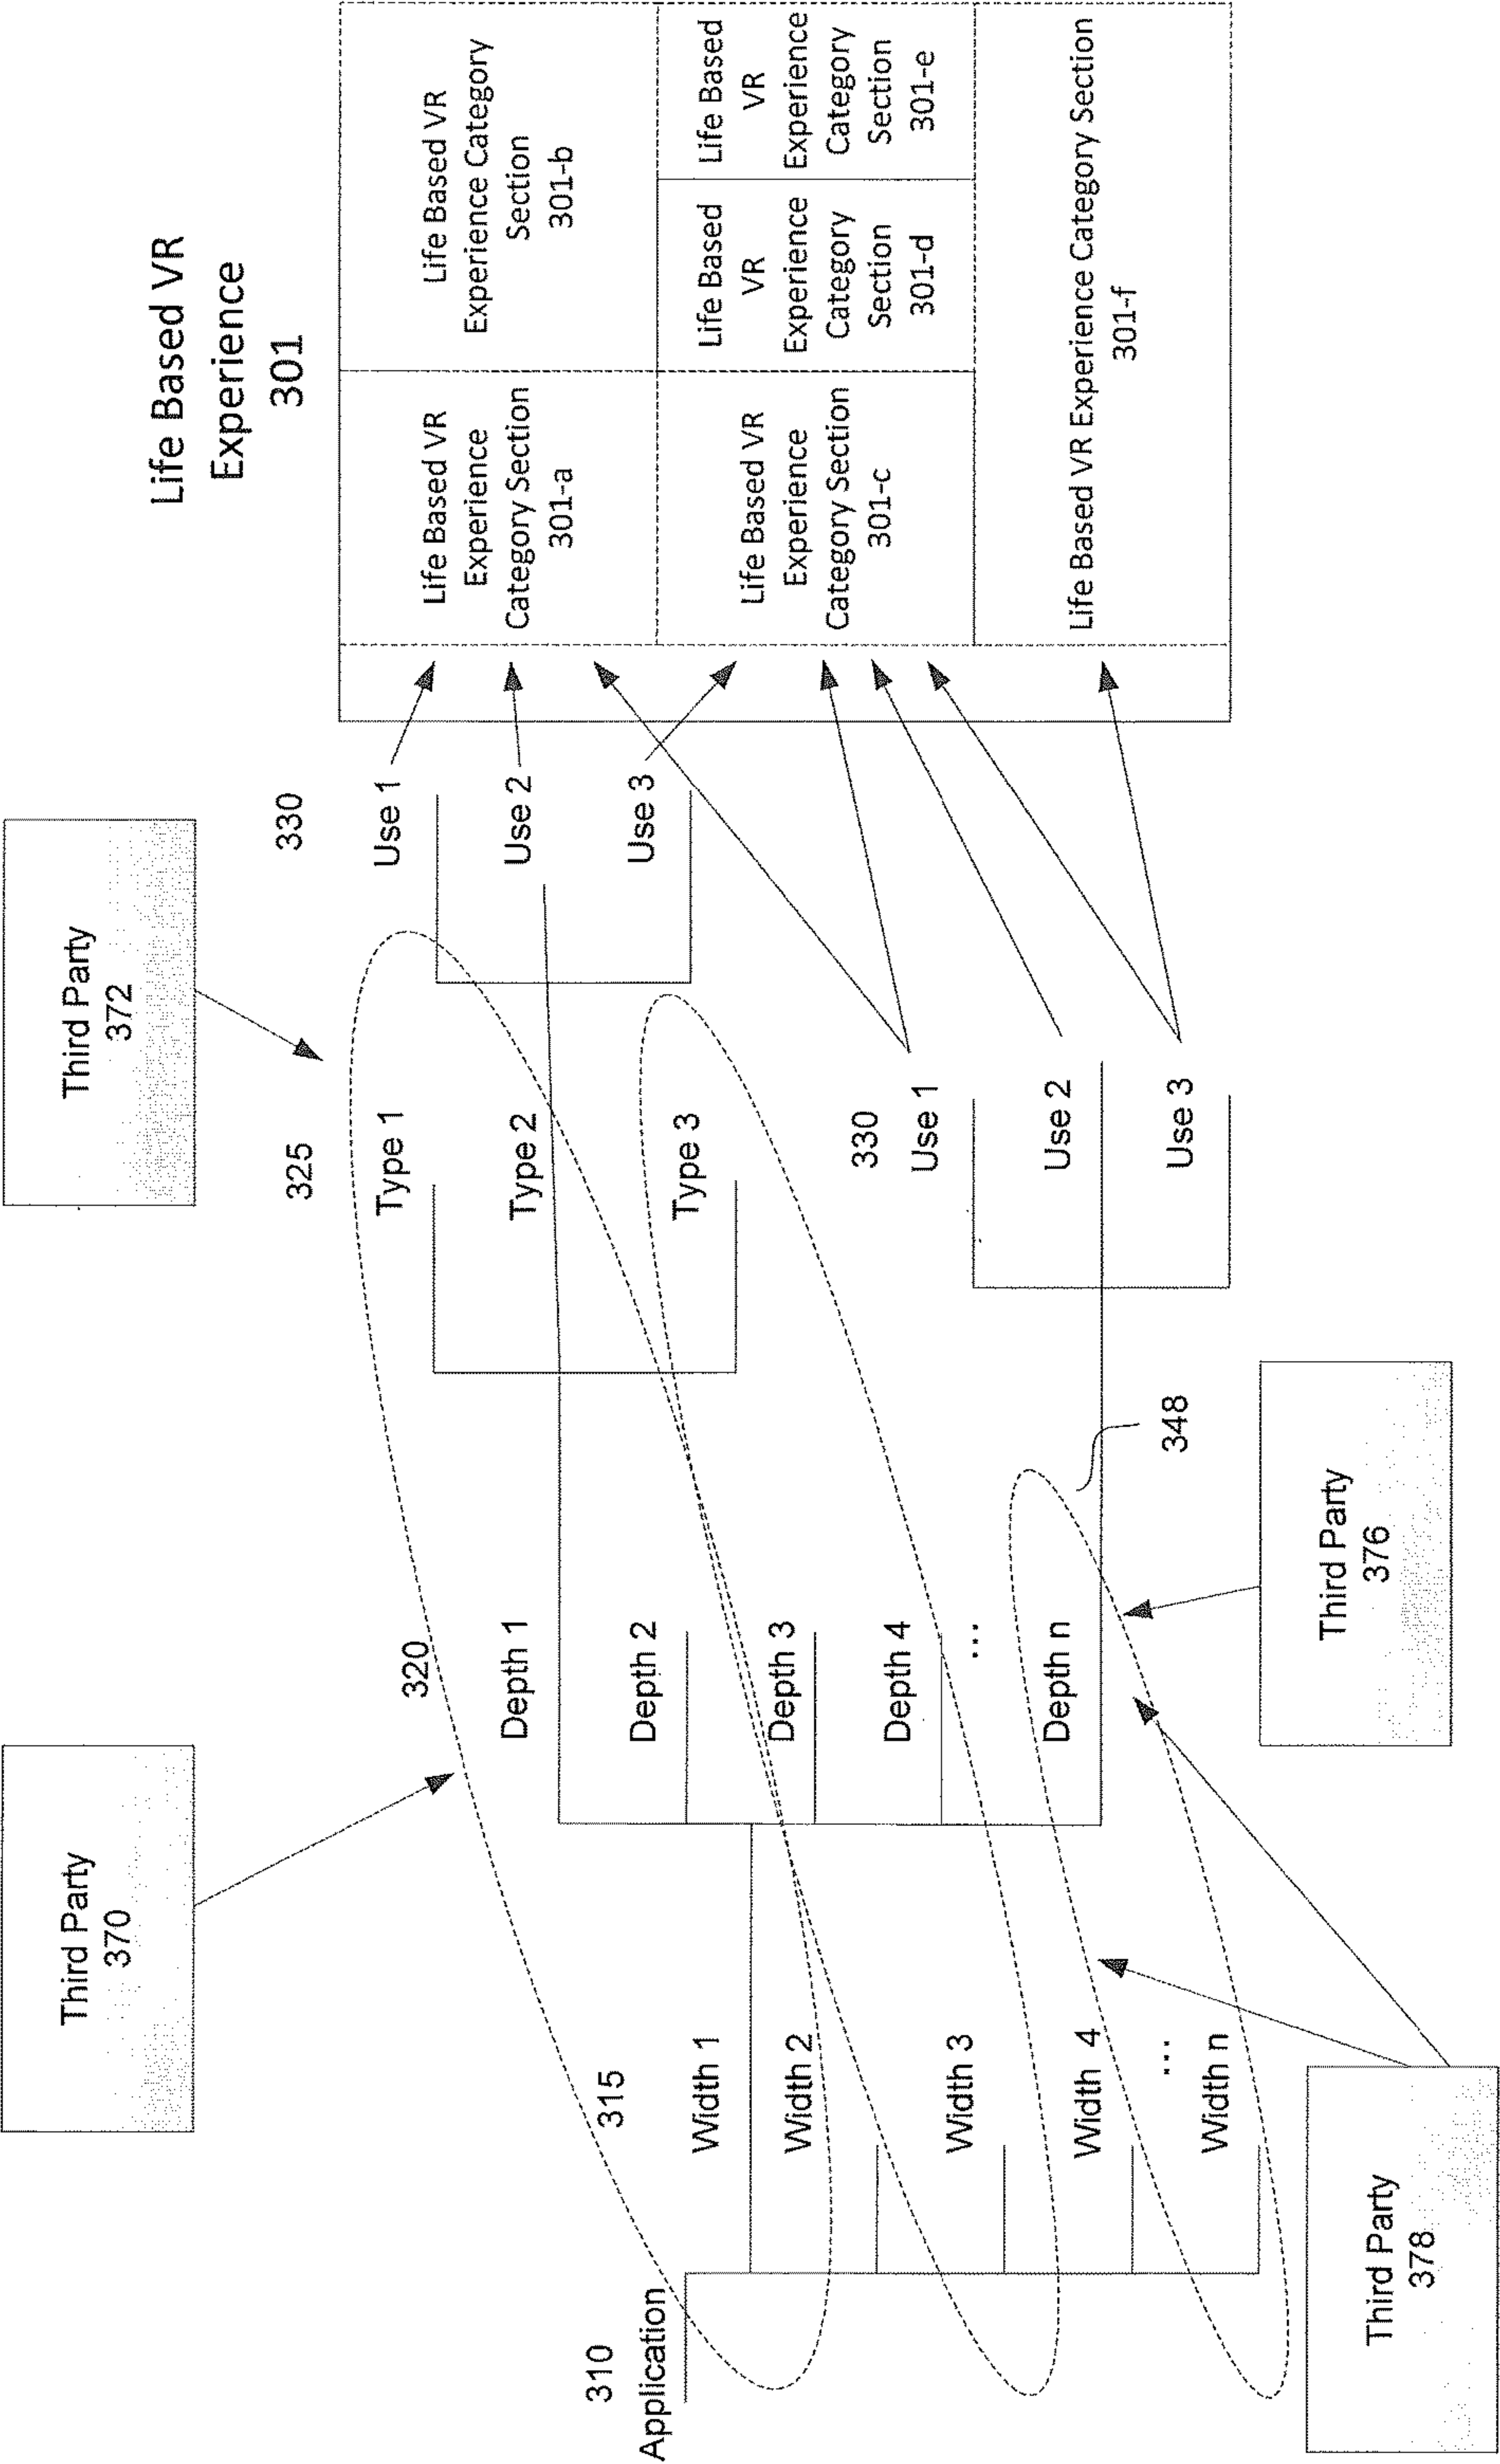 Life Based VR
Experience
301
Third Party
370
Third Party
372
310
Application
315
Width 1
Width 2
Width 3
Width 4
...
Width n
320
Depth 1
Depth 2
Depth 3
Depth 4
...
Depth n
325
Type 1
Type 2
Type 3
330
Use 1
Use 2
Use 3
330
Use 1
Use 2
Use 3
348
Life Based VR
Experience
Category Section
301-a
Life Based VR
Experience Category
Section
301-b
Life Based VR
Experience
Category Section
301-c
Life Based
VR
Experience
Category
Section
301-d
Life Based
VR
Experience
Category
Section
301-e
Life Based VR Experience Category Section
301-f
Third Party
378
Third Party
376